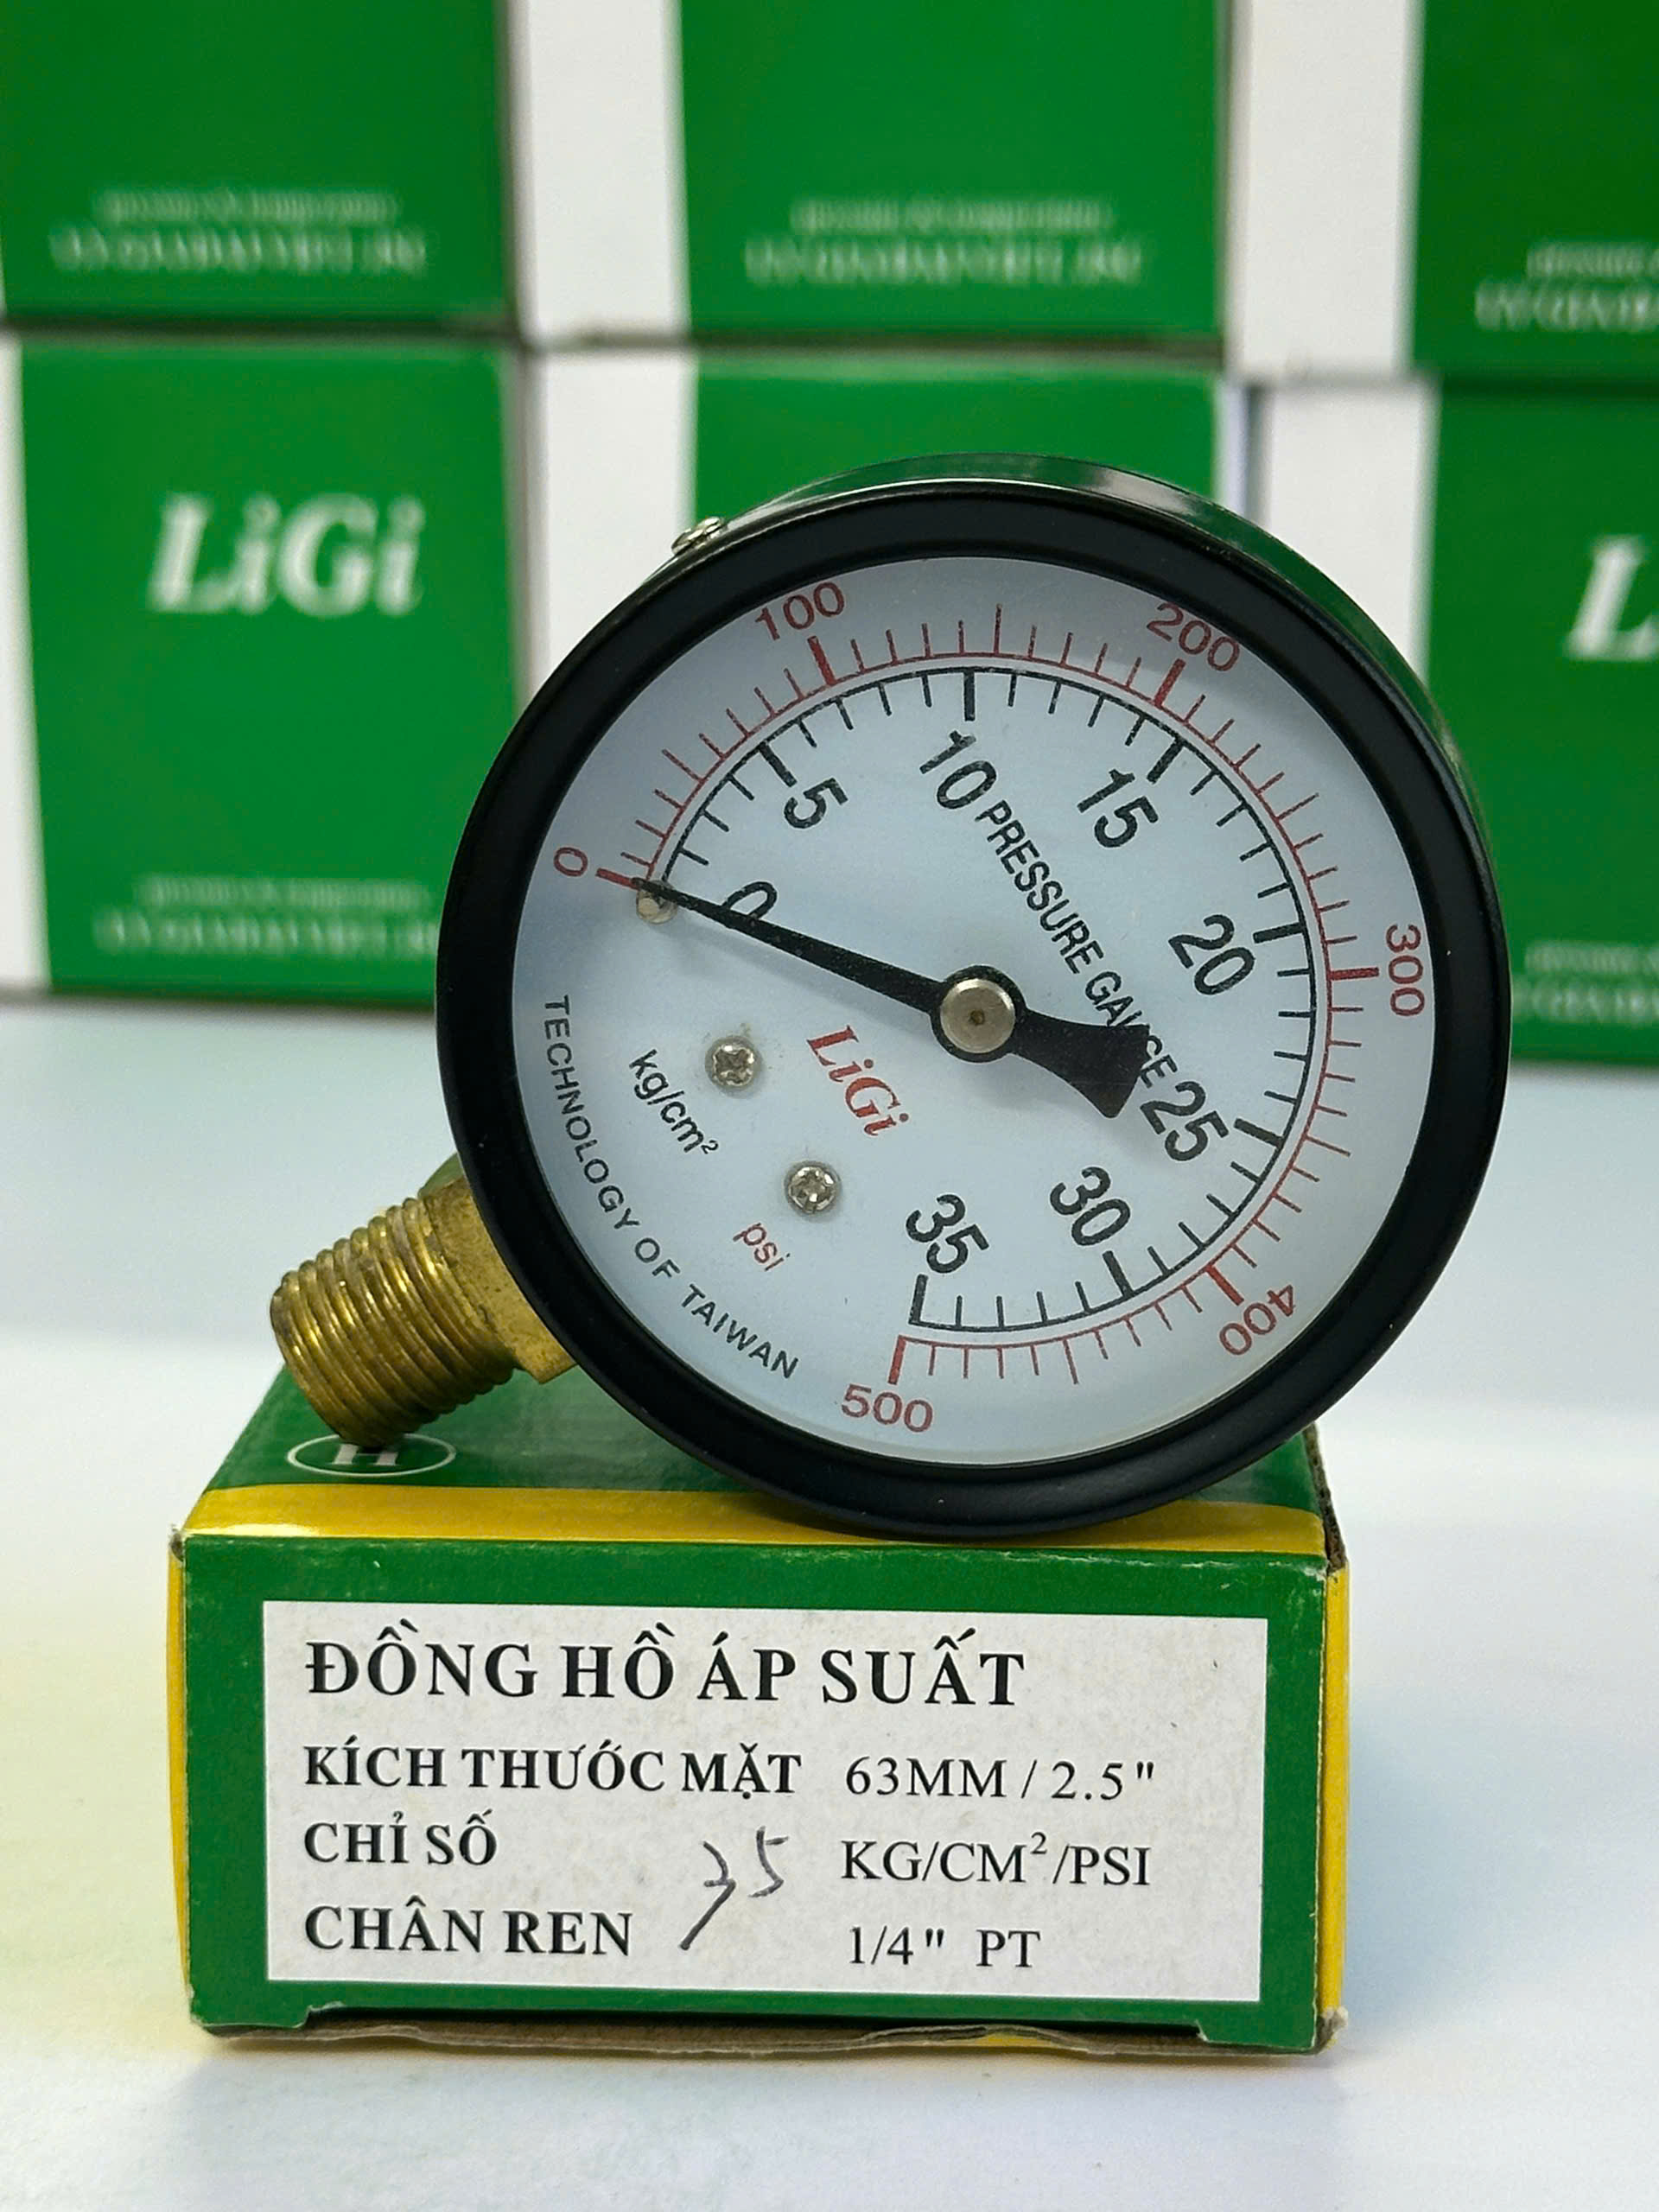 LiGi
100
200
300
400
500
0
0
5
10
15
20
25
30
35
PRESSURE GAUGE
LiGi
kg/cm²
psi
TECHNOLOGY OF TAIWAN
H
ĐỒNG HỒ ÁP SUẤT
KÍCH THƯỚC MẶT 63MM / 2.5"
CHỈ SỐ 35 KG/CM²/PSI
CHÂN REN 1/4" PT